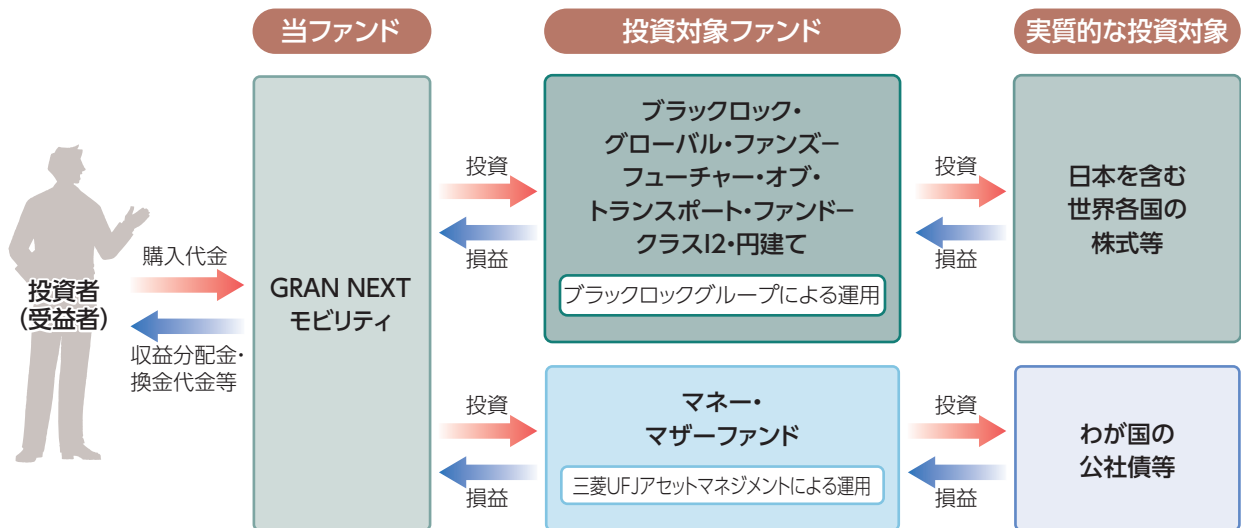 当ファンド
投資対象ファンド
実質的な投資対象
投資者
(受益者)
購入代金
収益分配金・
換金代金等
GRAN NEXT
モビリティ
投資
損益
ブラックロック・
グローバル・ファンズー
フューチャー・オブ・
トランスポート・ファンドー
クラスI2・円建て
ブラックロックグループによる運用
投資
損益
日本を含む
世界各国の
株式等
投資
損益
マネー・
マザーファンド
三菱UFJアセットマネジメントによる運用
投資
損益
わが国の
公社債等